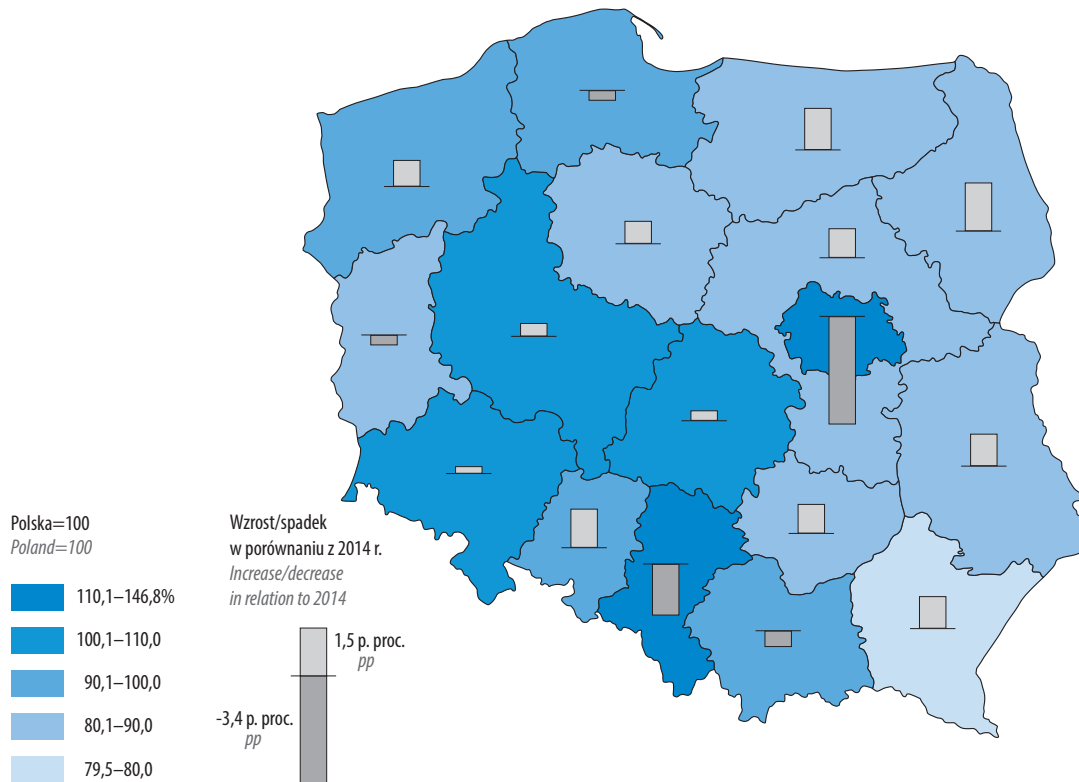 Polska=100
Poland=100
110,1–146,8%
100,1–110,0
90,1–100,0
80,1–90,0
79,5–80,0
Wzrost/spadek
w porównaniu z 2014 r.
Increase/decrease
in relation to 2014
1,5 p. proc.
pp
-3,4 p. proc.
pp